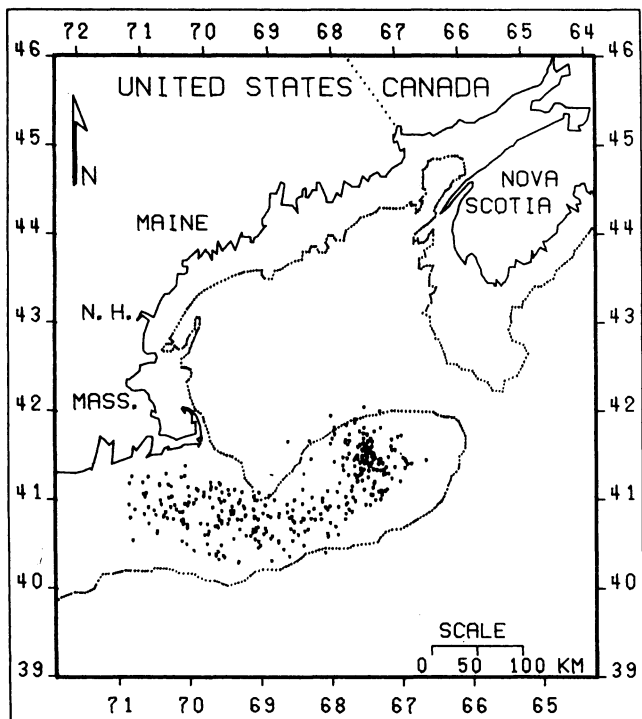 72 71 70 69 68 67 66 65 64
46 46
UNITED STATES CANADA
45 45
N
NOVA
SCOTIA
44 44
MAINE
43 43
N.H.
42 42
MASS.
41 41
40 40
SCALE
0 50 100 KM
39 39
71 70 69 68 67 66 65